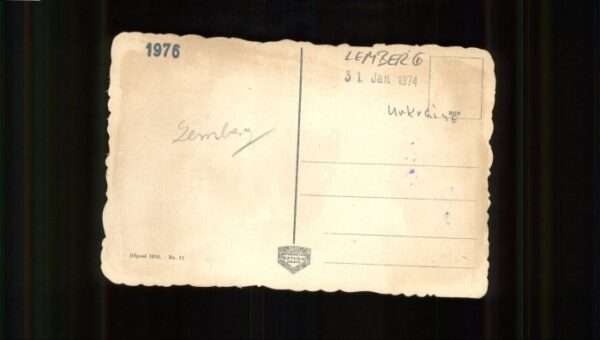 1976
LEMBERG
31 Jan. 1974
Ukraine
Lemberg